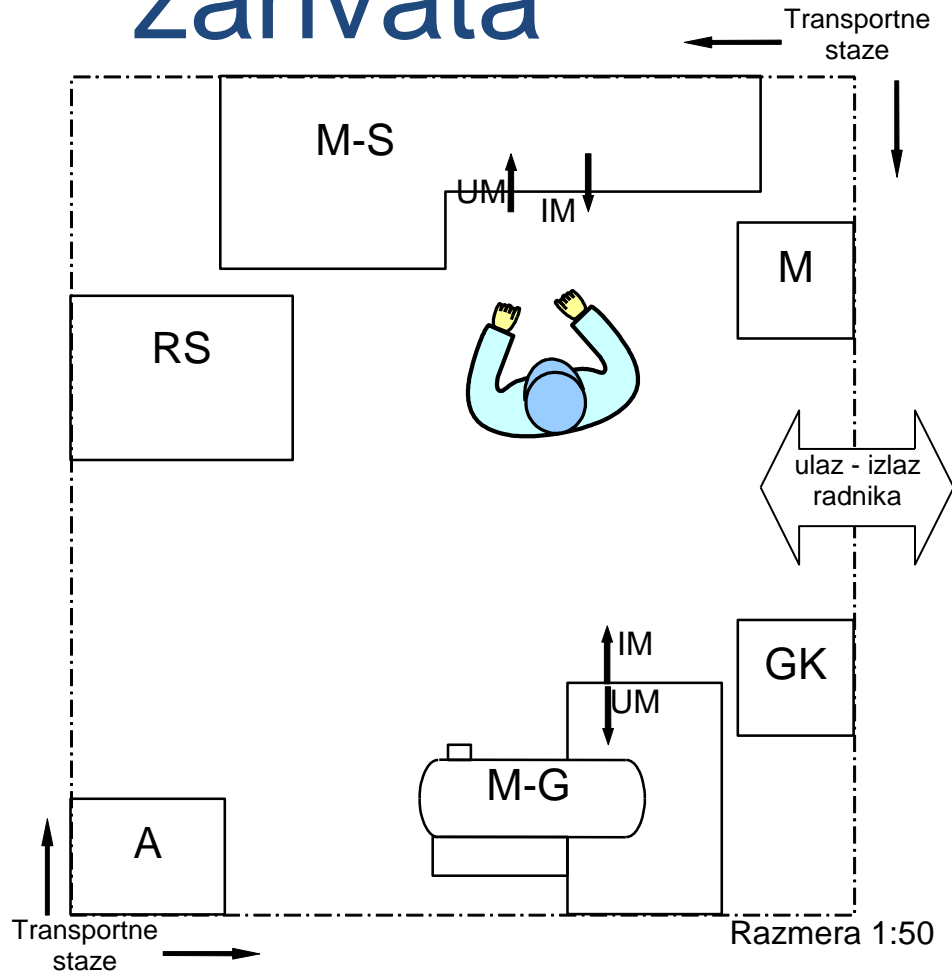 zahvata
Transportne
staze
M-S
UM
IM
M
RS
ulaz - izlaz
radnika
IM
GK
UM
M-G
A
Transportne
staze
Razmera 1:50